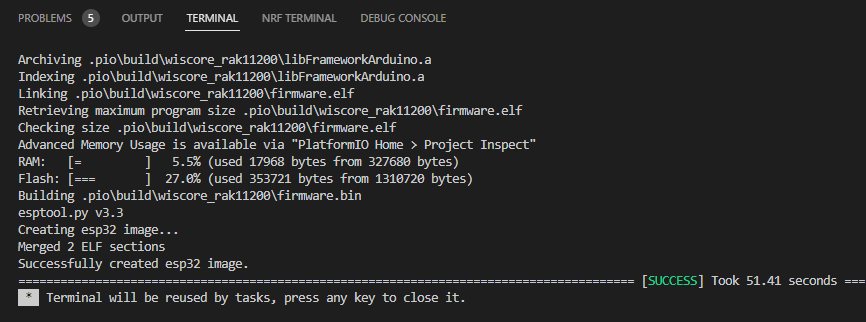 PROBLEMS 5 OUTPUT TERMINAL NRF TERMINAL DEBUG CONSOLE
Archiving .pio\build\wiscore_rak11200\libFrameworkArduino.a
Indexing .pio\build\wiscore_rak11200\libFrameworkArduino.a
Linking .pio\build\wiscore_rak11200\firmware.elf
Retrieving maximum program size .pio\build\wiscore_rak11200\firmware.elf
Checking size .pio\build\wiscore_rak11200\firmware.elf
Advanced Memory Usage is available via "PlatformIO Home > Project Inspect"
RAM:   [=         ]   5.5% (used 17968 bytes from 327680 bytes)
Flash: [===       ]  27.0% (used 353721 bytes from 1310720 bytes)
Building .pio\build\wiscore_rak11200\firmware.bin
esptool.py v3.3
Creating esp32 image...
Merged 2 ELF sections
Successfully created esp32 image.
======================================================================================== [SUCCESS] Took 51.41 seconds ===
* Terminal will be reused by tasks, press any key to close it.